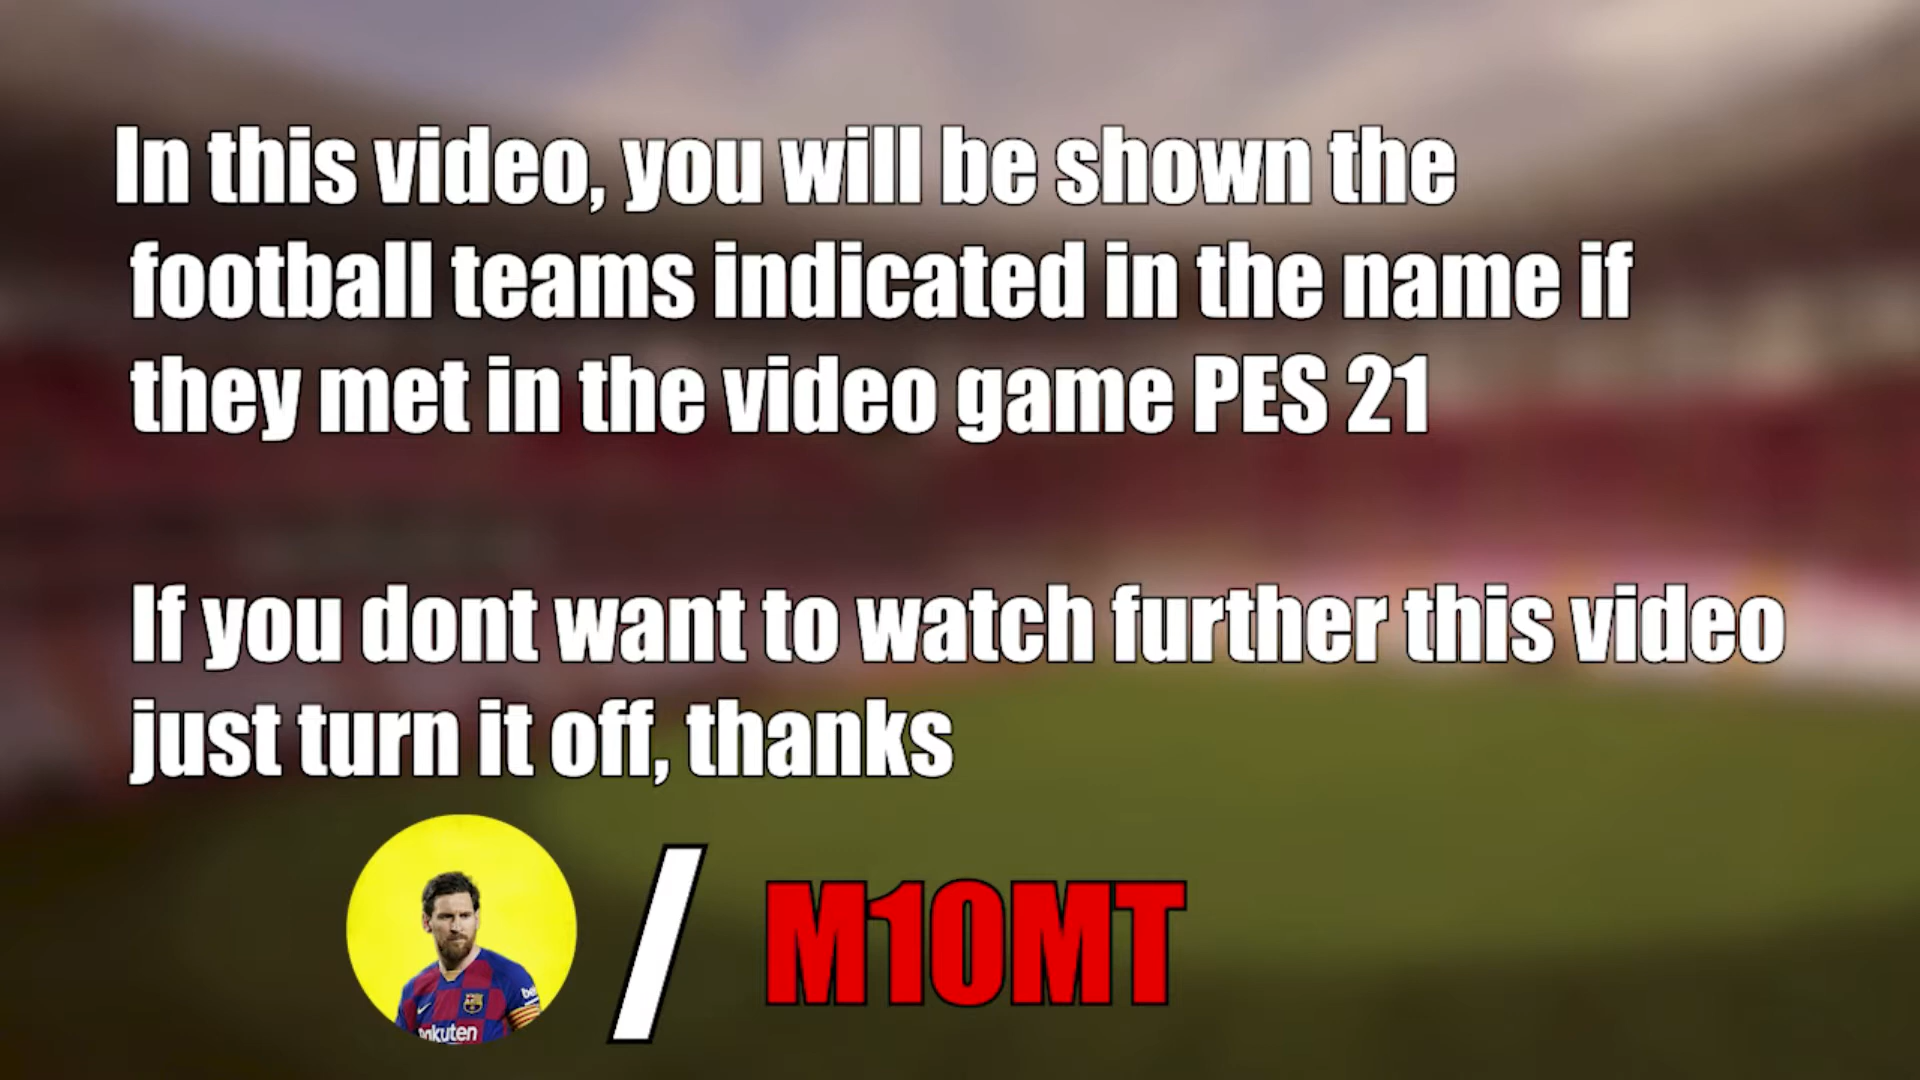 In this video, you will be shown the
football teams indicated in the name if
they met in the video game PES 21
If you dont want to watch further this video
just turn it off, thanks
/ M10MT
Rakuten